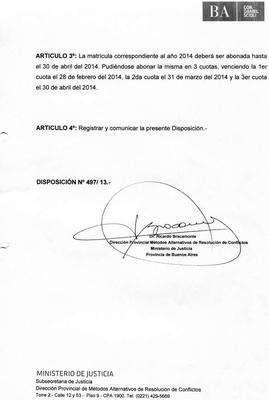 BA
CON
DANIEL
SCIOLI
ARTICULO 3º: La matrícula correspondiente al año 2014 deberá ser abonada hasta
el 30 de abril del 2014. Pudiéndose abonar la misma en 3 cuotas, venciendo la 1er
cuota el 28 de febrero del 2014, la 2da cuota el 31 de marzo del 2014 y la 3er cuota
el 30 de abril del 2014.
ARTICULO 4º: Registrar y comunicar la presente Disposición.-
DISPOSICIÓN Nº 497/ 13.-
Dr. Ricardo Bracamonte
Dirección Provincial Métodos Alternativos de Resolución de Conflictos
Ministerio de Justicia
Provincia de Buenos Aires
MINISTERIO DE JUSTICIA
Subsecretaría de Justicia
Dirección Provincial de Métodos Alternativos de Resolución de Conflictos
Torre 2 - Calle 12 y 53 - Piso 9 - CPA 1900. Tel. (0221) 429-5669